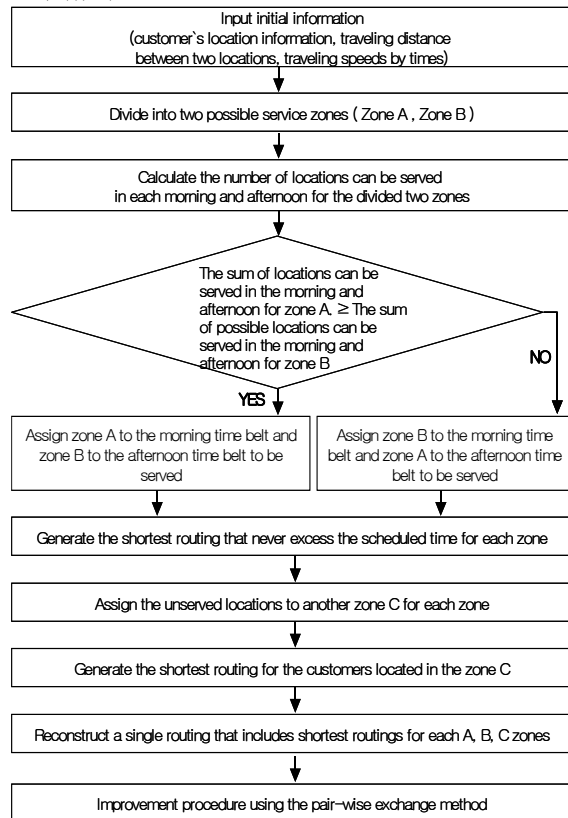 Input initial information
(customer`s location information, traveling distance
between two locations, traveling speeds by times)
Divide into two possible service zones ( Zone A , Zone B )
Calculate the number of locations can be served
in each morning and afternoon for the divided two zones
The sum of locations can be
served in the morning and
afternoon for zone A, ≥ The sum
of possible locations can be
served in the morning and
afternoon for zone B
NO
YES
Assign zone A to the morning time belt and
zone B to the afternoon time belt to be
served
Assign zone B to the morning time
belt and zone A to the afternoon time
belt to be served
Generate the shortest routing that never excess the scheduled time for each zone
Assign the unserved locations to another zone C for each zone
Generate the shortest routing for the customers located in the zone C
Reconstruct a single routing that includes shortest routings for each A, B, C zones
Improvement procedure using the pair-wise exchange method